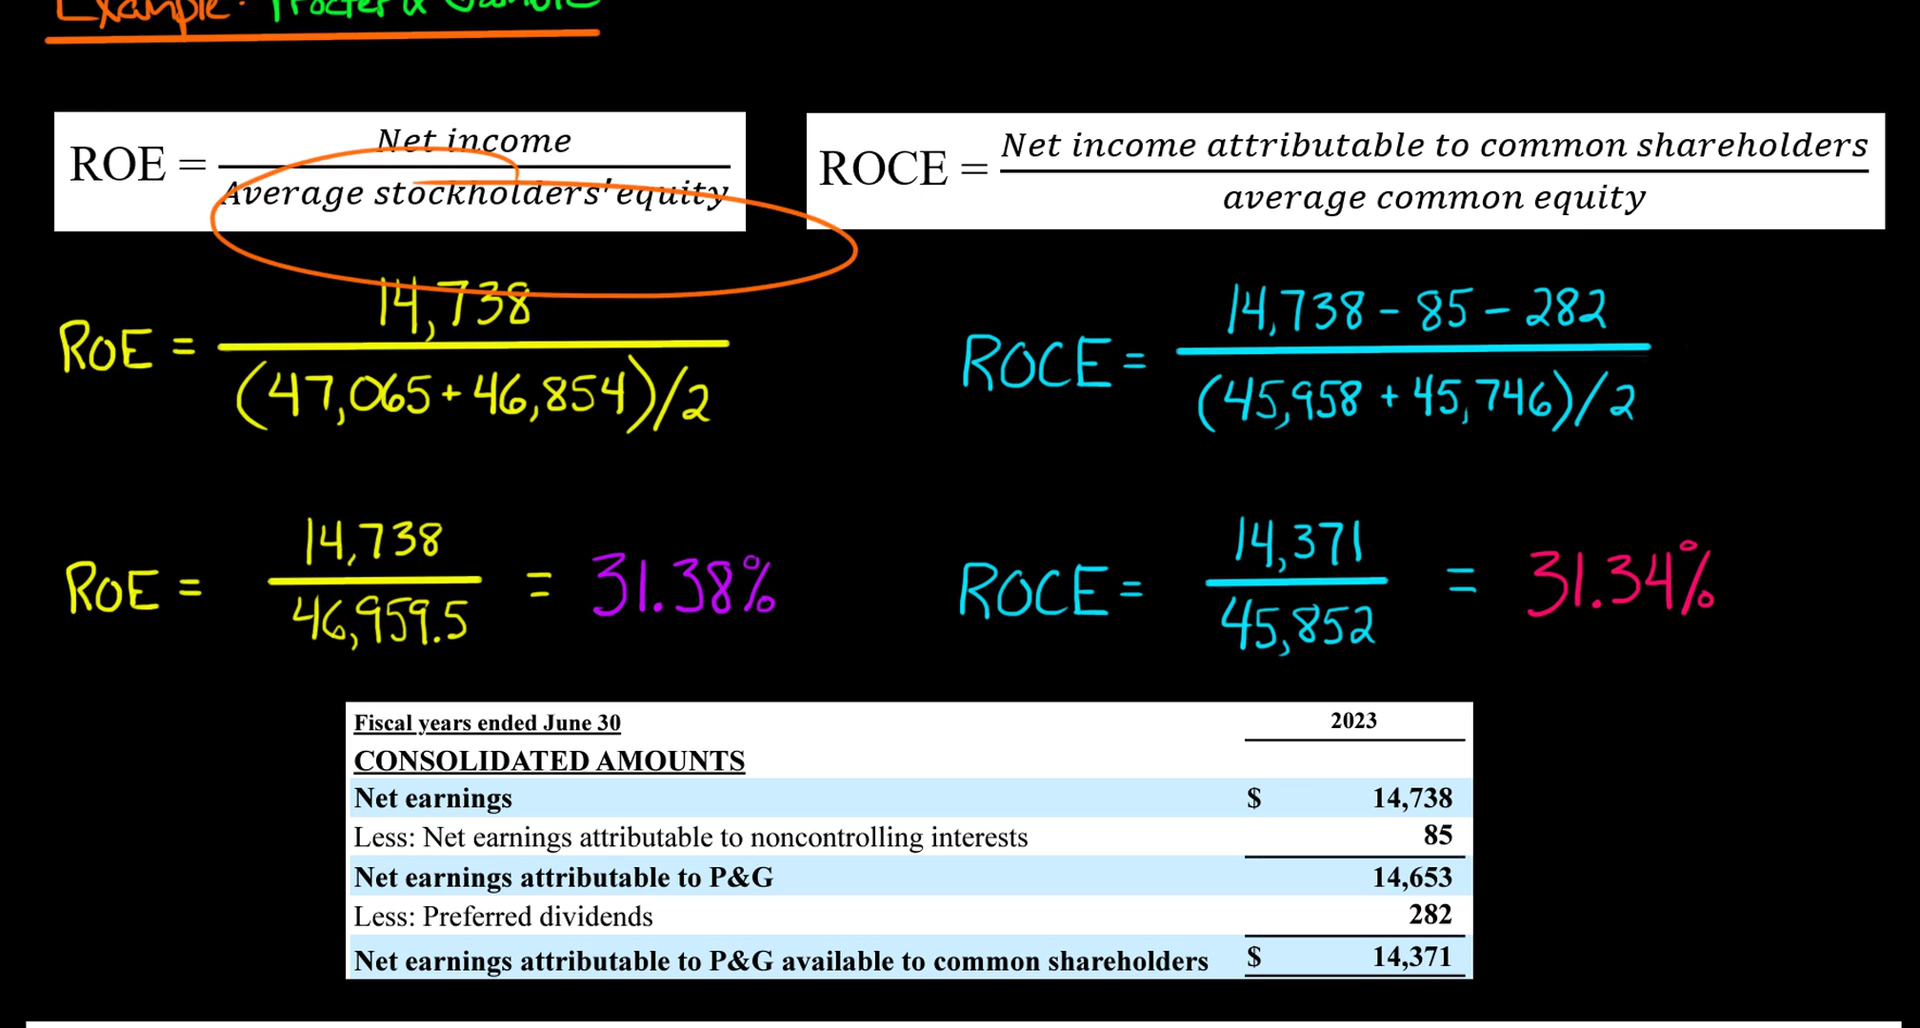 Example: Procter & Gamble
ROE = Net income
Average stockholders' equity
ROCE = Net income attributable to common shareholders
average common equity
ROE = 14,738
(47,065 + 46,854)/2
ROCE = 14,738 - 85 - 282
(45,958 + 45,746)/2
ROE = 14,738
46,959.5
= 31.38%
ROCE = 14,371
45,852
= 31.34%
Fiscal years ended June 30 2023
CONSOLIDATED AMOUNTS
Net earnings $ 14,738
Less: Net earnings attributable to noncontrolling interests 85
Net earnings attributable to P&G 14,653
Less: Preferred dividends 282
Net earnings attributable to P&G available to common shareholders $ 14,371